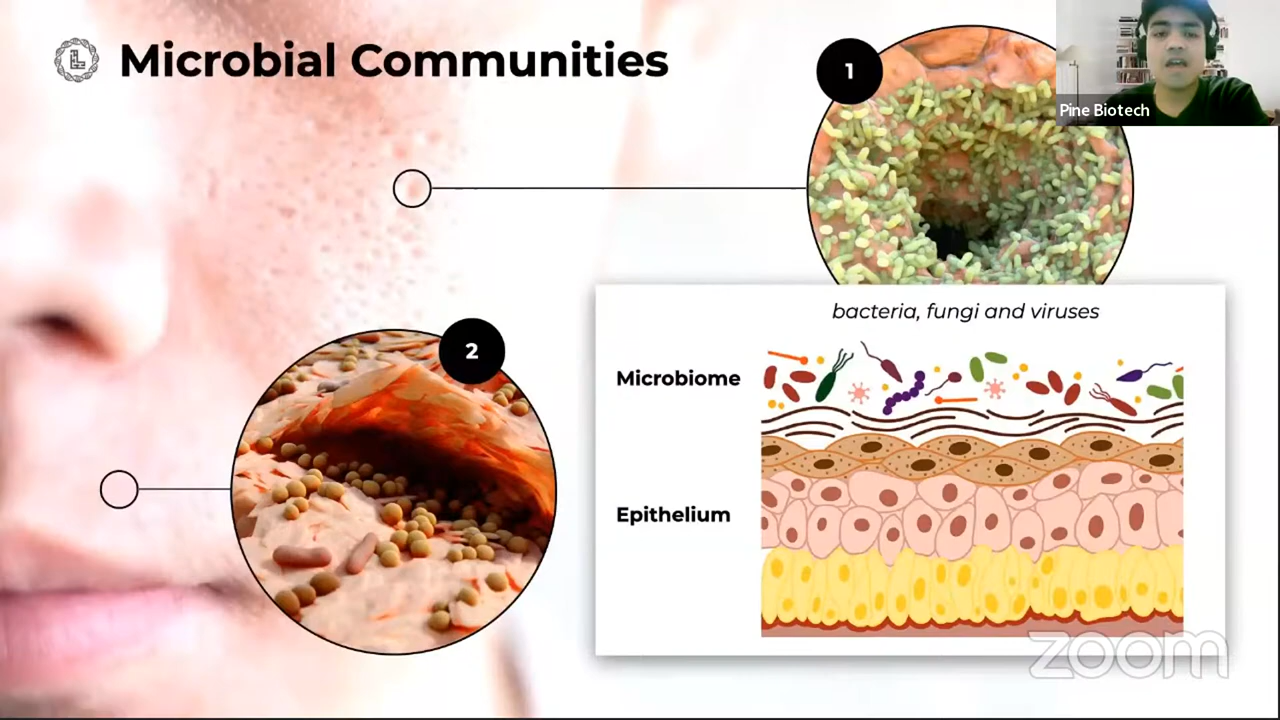 Microbial Communities
1
Pine Biotech
2
bacteria, fungi and viruses
Microbiome
Epithelium
zoom